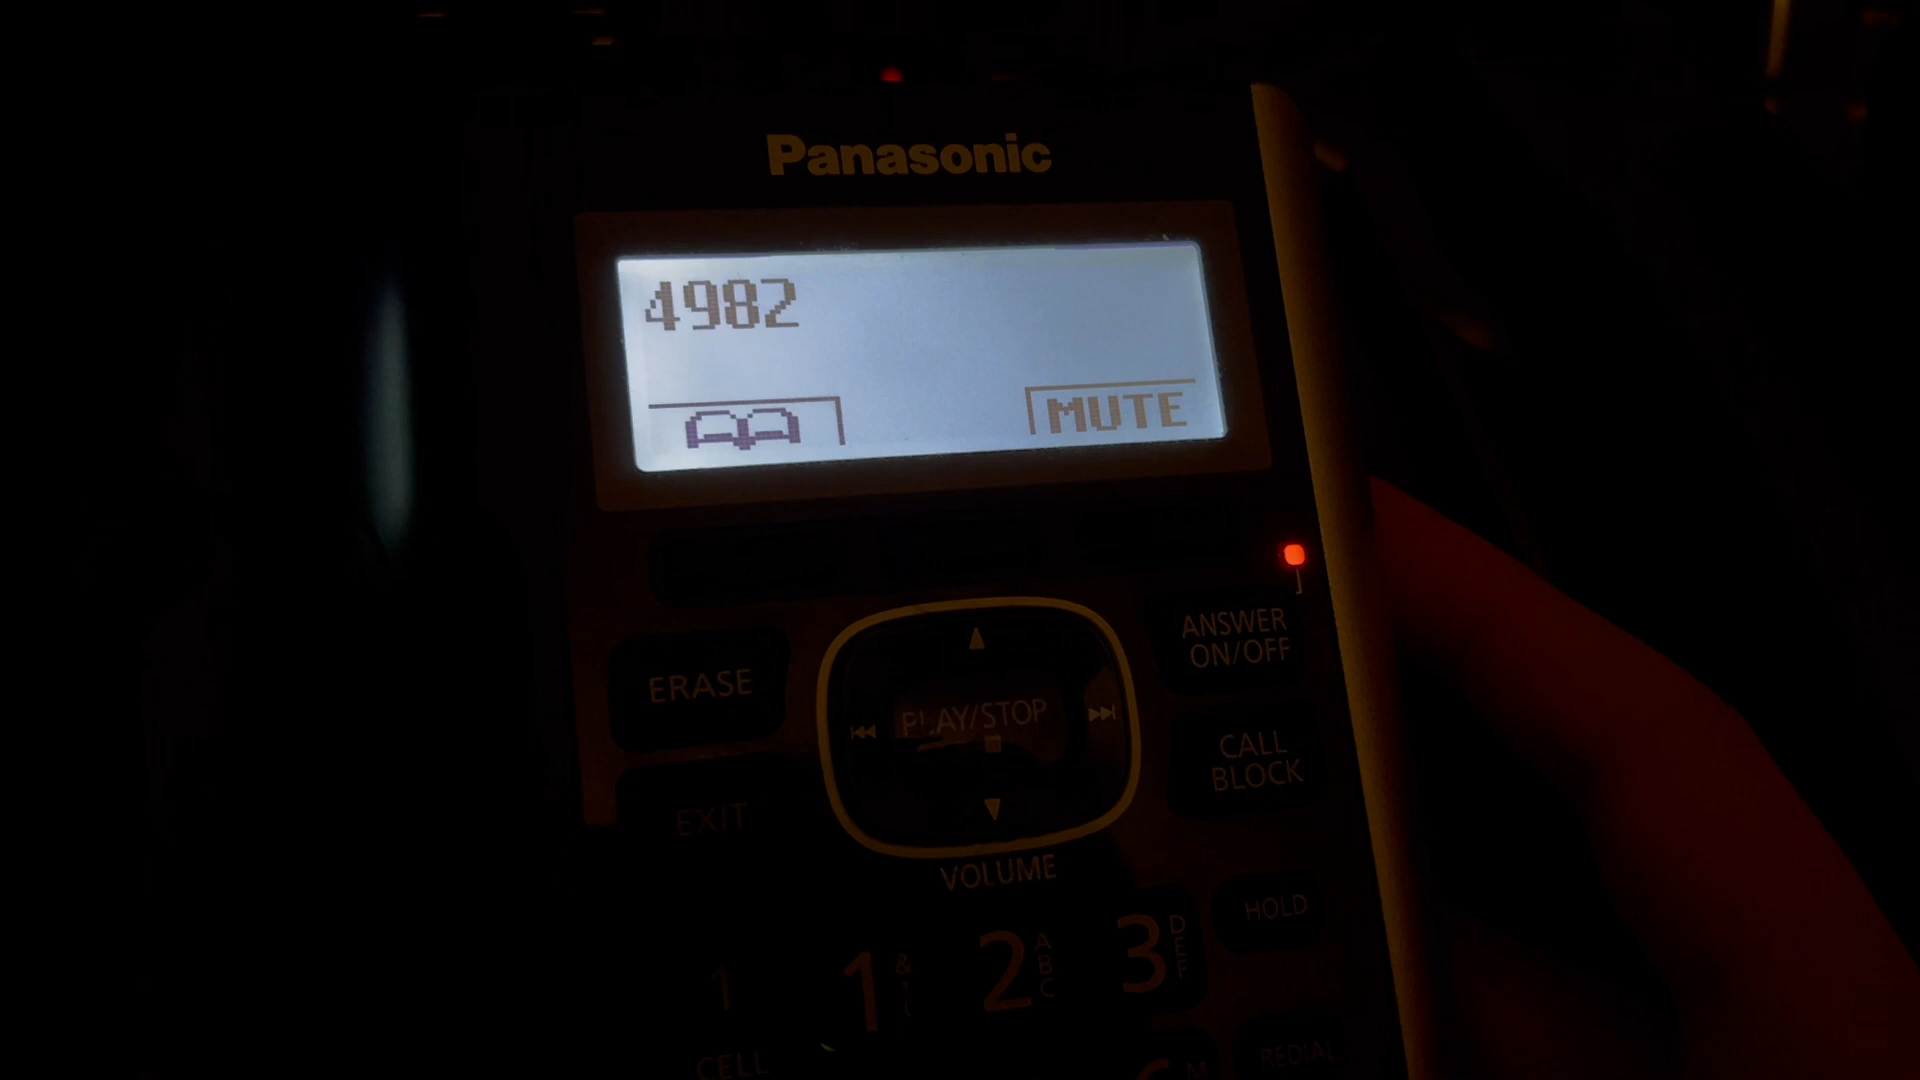 Panasonic
4982
MUTE
ERASE
PLAY/STOP
ANSWER
ON/OFF
CALL
BLOCK
EXIT
VOLUME
HOLD
1
1 &
2 ABC
3 DEF
REDIAL
CELL
M